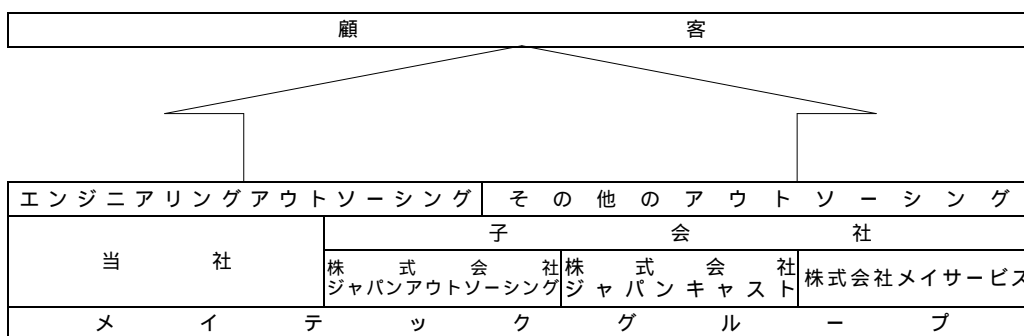 顧客
エンジニアリングアウトソーシング その他のアウトソーシング
当社
子会社
株式会社ジャパンアウトソーシング
株式会社ジャパンキャスト
株式会社メイサービス
メイテックグループ